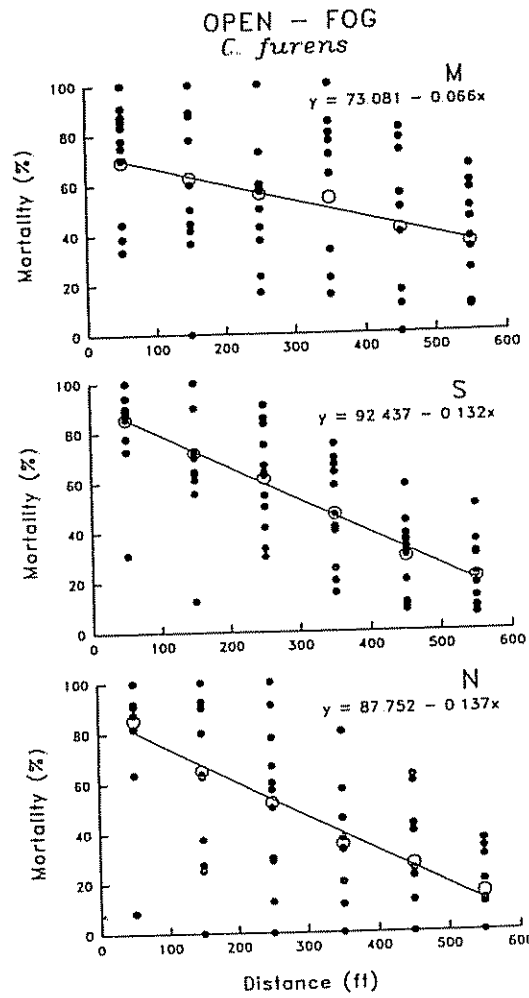 OPEN – FOG
C. furens
M
y = 73.081 – 0.066x
Mortality (%)
100
80
60
40
20
0
0 100 200 300 400 500 600
S
y = 92.437 – 0.132x
Mortality (%)
100
80
60
40
20
0
0 100 200 300 400 500 600
N
y = 87.752 – 0.137x
Mortality (%)
100
80
60
40
20
0
0 100 200 300 400 500 600
Distance (ft)